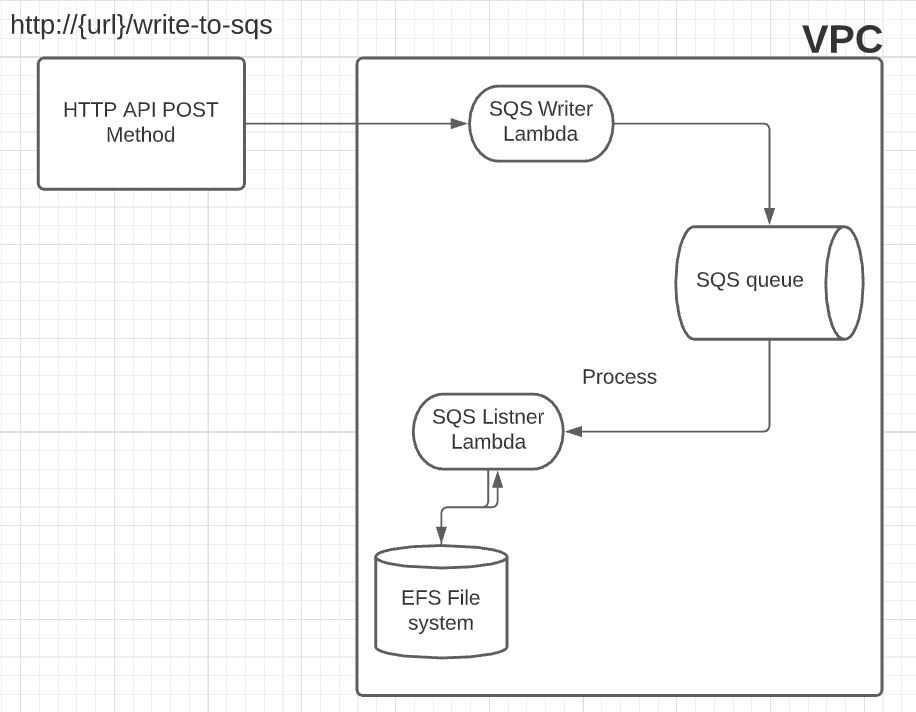 http://{url}/write-to-sqs
VPC
HTTP API POST
Method
SQS Writer
Lambda
SQS queue
Process
SQS Listner
Lambda
EFS File
system